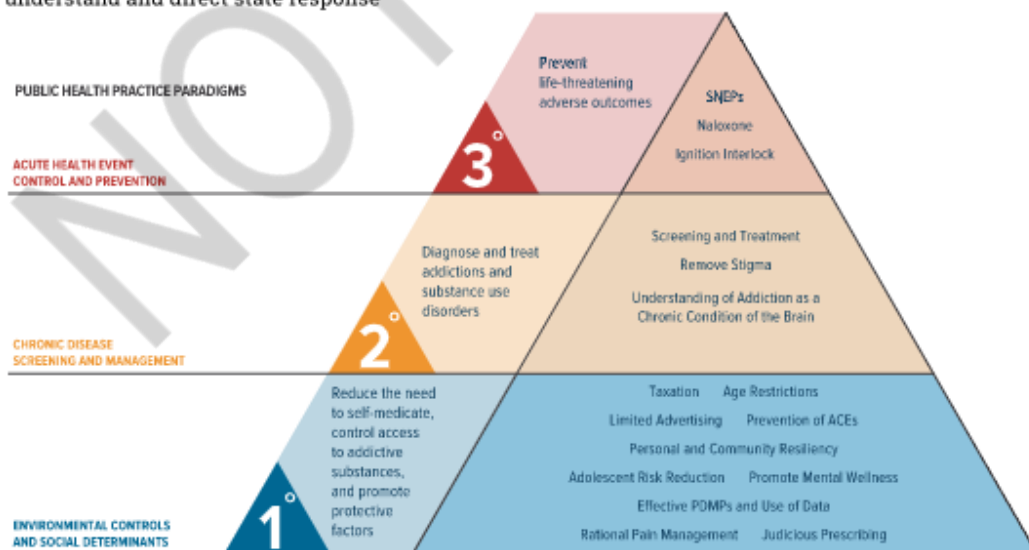 understand and direct state response
PUBLIC HEALTH PRACTICE PARADIGMS
Prevent
life-threatening
adverse outcomes
SNEPs
Naloxone
Ignition Interlock
3°
ACUTE HEALTH EVENT
CONTROL AND PREVENTION
Diagnose and treat
addictions and
substance use
disorders
Screening and Treatment
Remove Stigma
Understanding of Addiction as a
Chronic Condition of the Brain
2°
CHRONIC DISEASE
SCREENING AND MANAGEMENT
Reduce the need
to self-medicate,
control access
to addictive
substances,
and promote
protective
factors
Taxation Age Restrictions
Limited Advertising Prevention of ACEs
Personal and Community Resiliency
Adolescent Risk Reduction Promote Mental Wellness
Effective PDMPs and Use of Data
Rational Pain Management Judicious Prescribing
1°
ENVIRONMENTAL CONTROLS
AND SOCIAL DETERMINANTS
NOT